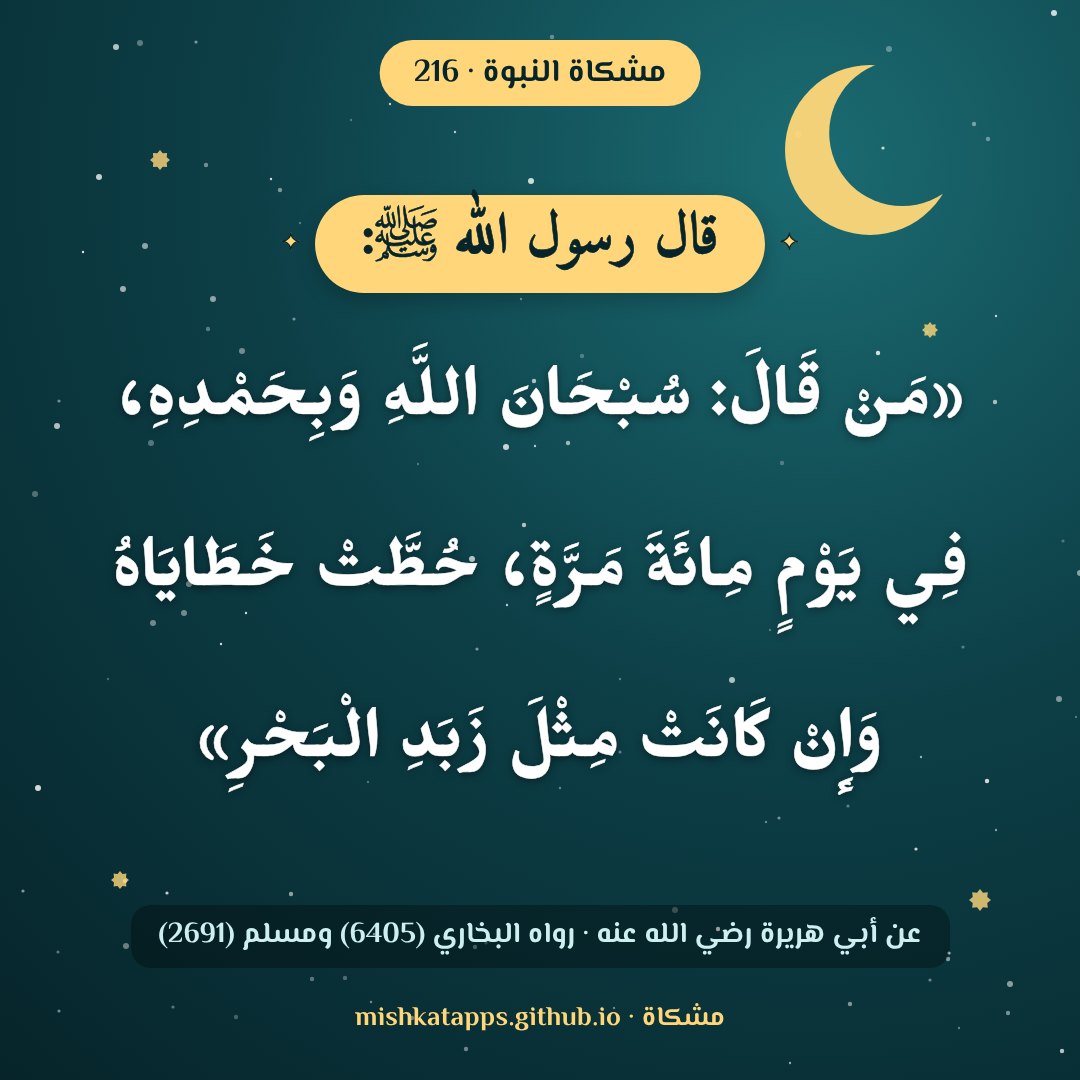 مشكاة النبوة · 216
قال رسول الله ﷺ:
«مَنْ قَالَ: سُبْحَانَ اللَّهِ وَبِحَمْدِهِ،
فِي يَوْمٍ مِائَةَ مَرَّةٍ، حُطَّتْ خَطَايَاهُ
وَإِنْ كَانَتْ مِثْلَ زَبَدِ الْبَحْرِ»
عن أبي هريرة رضي الله عنه · رواه البخاري (6405) ومسلم (2691)
مشكاة · mishkatapps.github.io